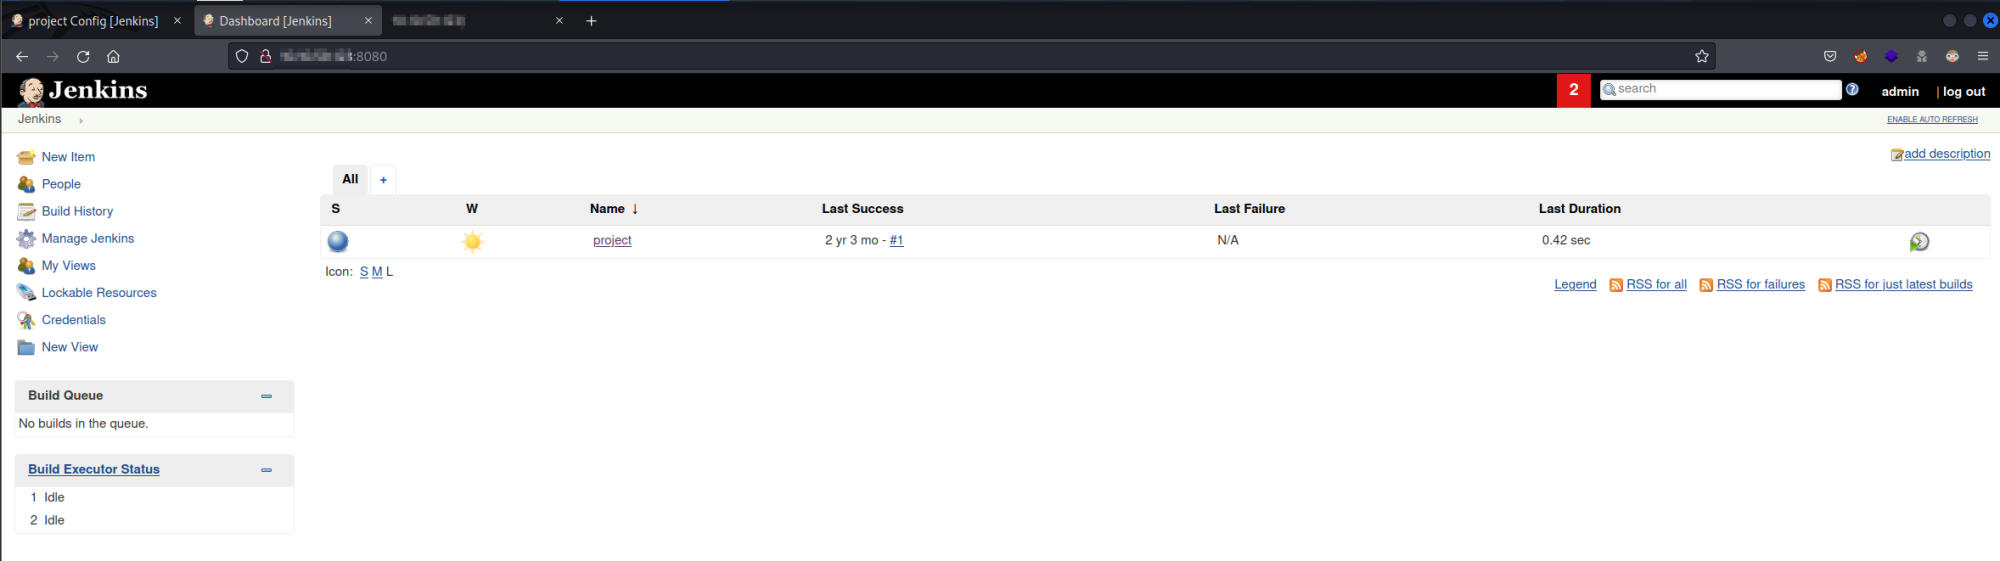 project Config [Jenkins] Dashboard [Jenkins]
:8080
Jenkins 2 search admin | log out
Jenkins ENABLE AUTO REFRESH
New Item
People
Build History
Manage Jenkins
My Views
Lockable Resources
Credentials
New View
Build Queue
No builds in the queue.
Build Executor Status
1 Idle
2 Idle
add description
All +
S W Name ↓ Last Success Last Failure Last Duration
project 2 yr 3 mo - #1 N/A 0.42 sec
Icon: S M L
Legend RSS for all RSS for failures RSS for just latest builds